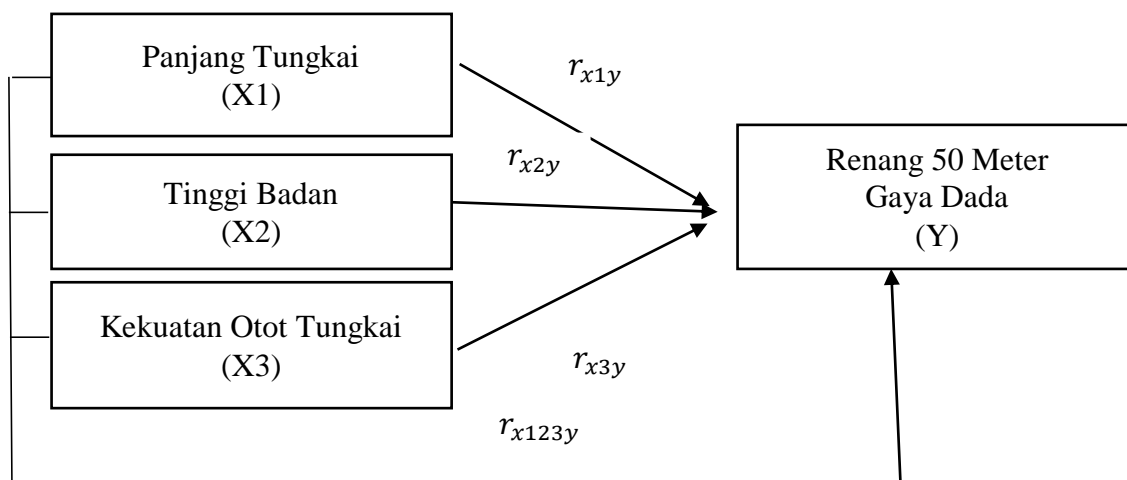 Panjang Tungkai
(X1)
r_{x1y}
Tinggi Badan
(X2)
r_{x2y}
Renang 50 Meter
Gaya Dada
(Y)
Kekuatan Otot Tungkai
(X3)
r_{x3y}
r_{x123y}